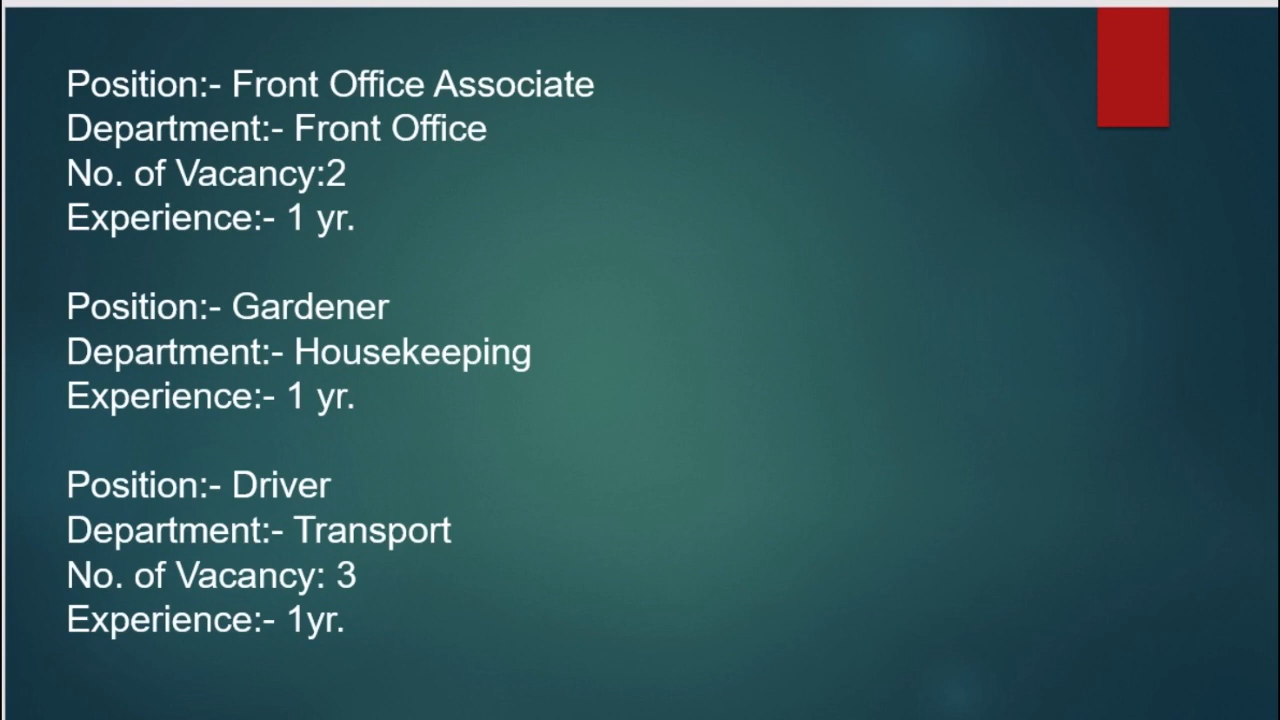 Position:- Front Office Associate
Department:- Front Office
No. of Vacancy:2
Experience:- 1 yr.
Position:- Gardener
Department:- Housekeeping
Experience:- 1 yr.
Position:- Driver
Department:- Transport
No. of Vacancy: 3
Experience:- 1yr.